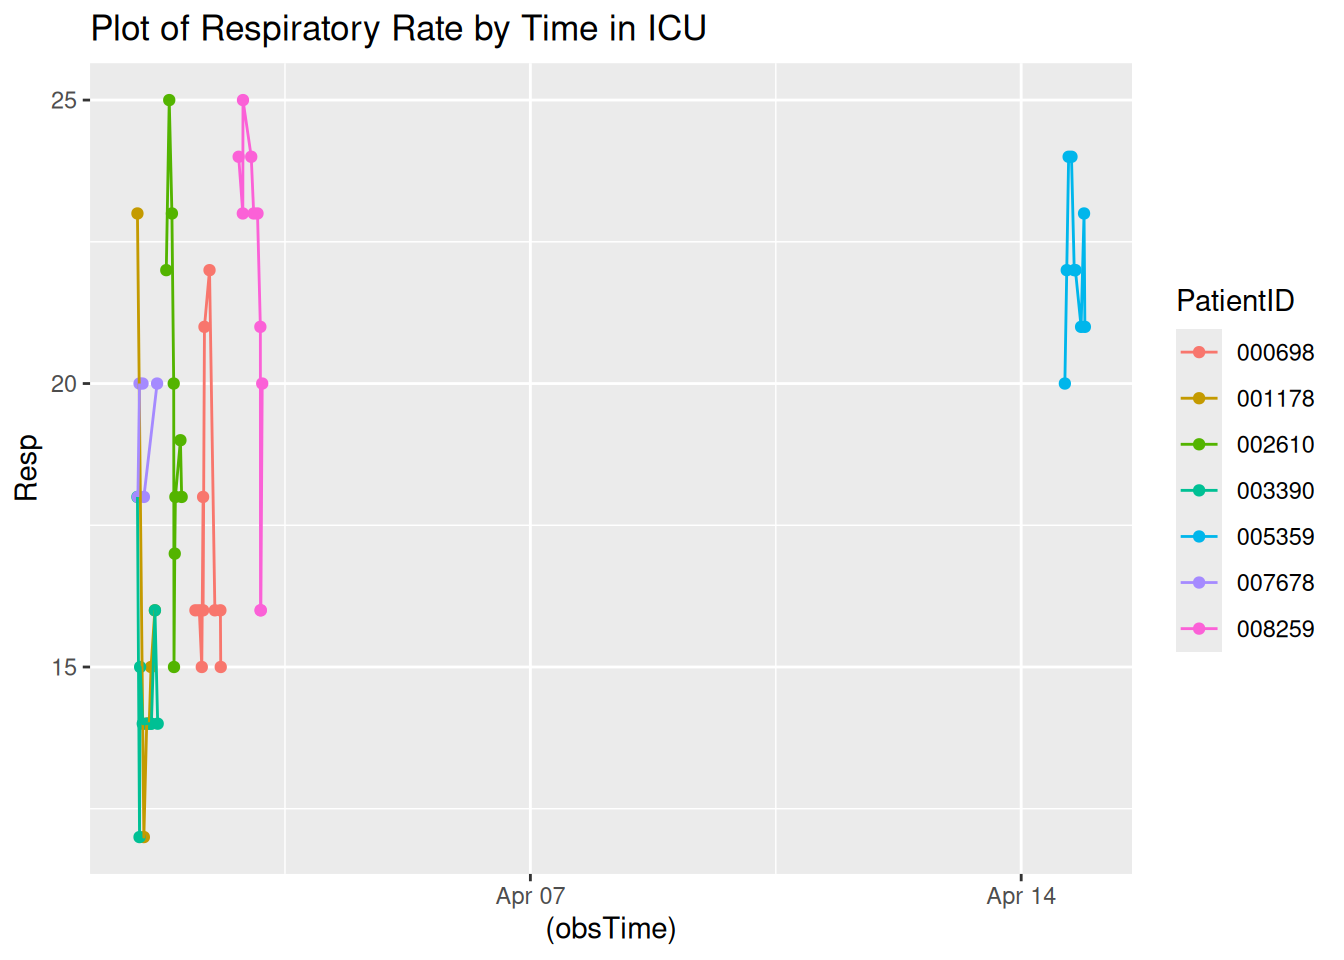 Plot of Respiratory Rate by Time in ICU
25
20
15
Resp
Apr 07
Apr 14
(obsTime)
PatientID
000698
001178
002610
003390
005359
007678
008259